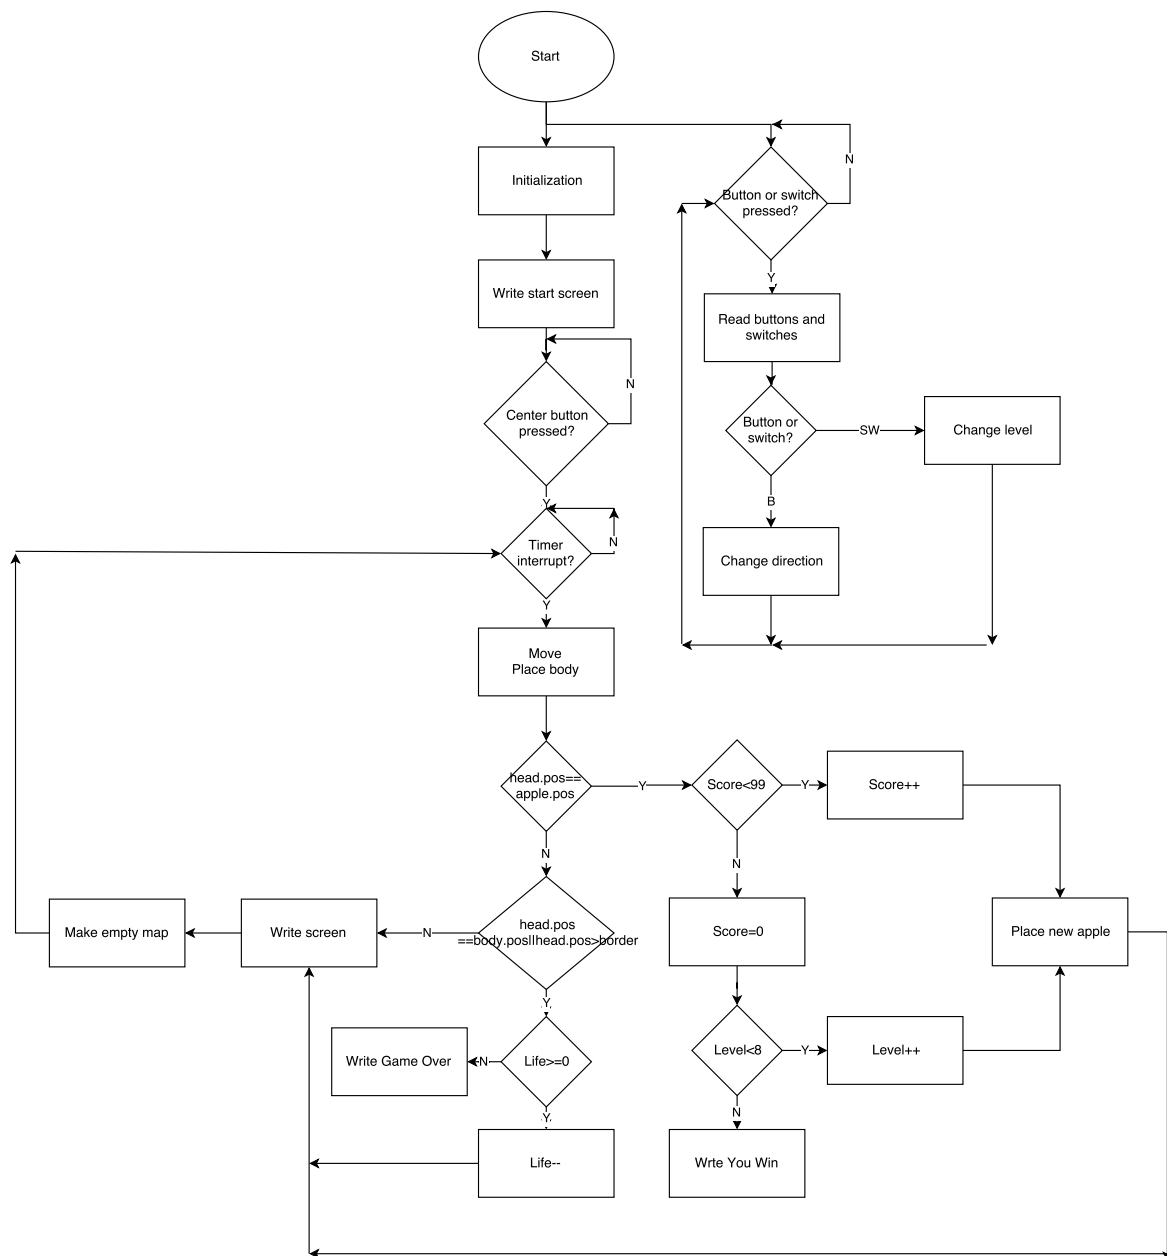 Start
Initialization
N
Button or switch
pressed?
Write start screen
Y
Read buttons and
switches
N
Center button
pressed?
Button or
switch?
SW
Change level
Y
B
Timer
interrupt?
N
Change direction
Y
Move
Place body
head.pos==
apple.pos
Y
Score<99
Y
Score++
N
N
Make empty map
Write screen
N
head.pos
==body.pos||head.pos>border
Score=0
Place new apple
Y
Write Game Over
N
Life>=0
Level<8
Y
Level++
Y
N
Life--
Wrte You Win